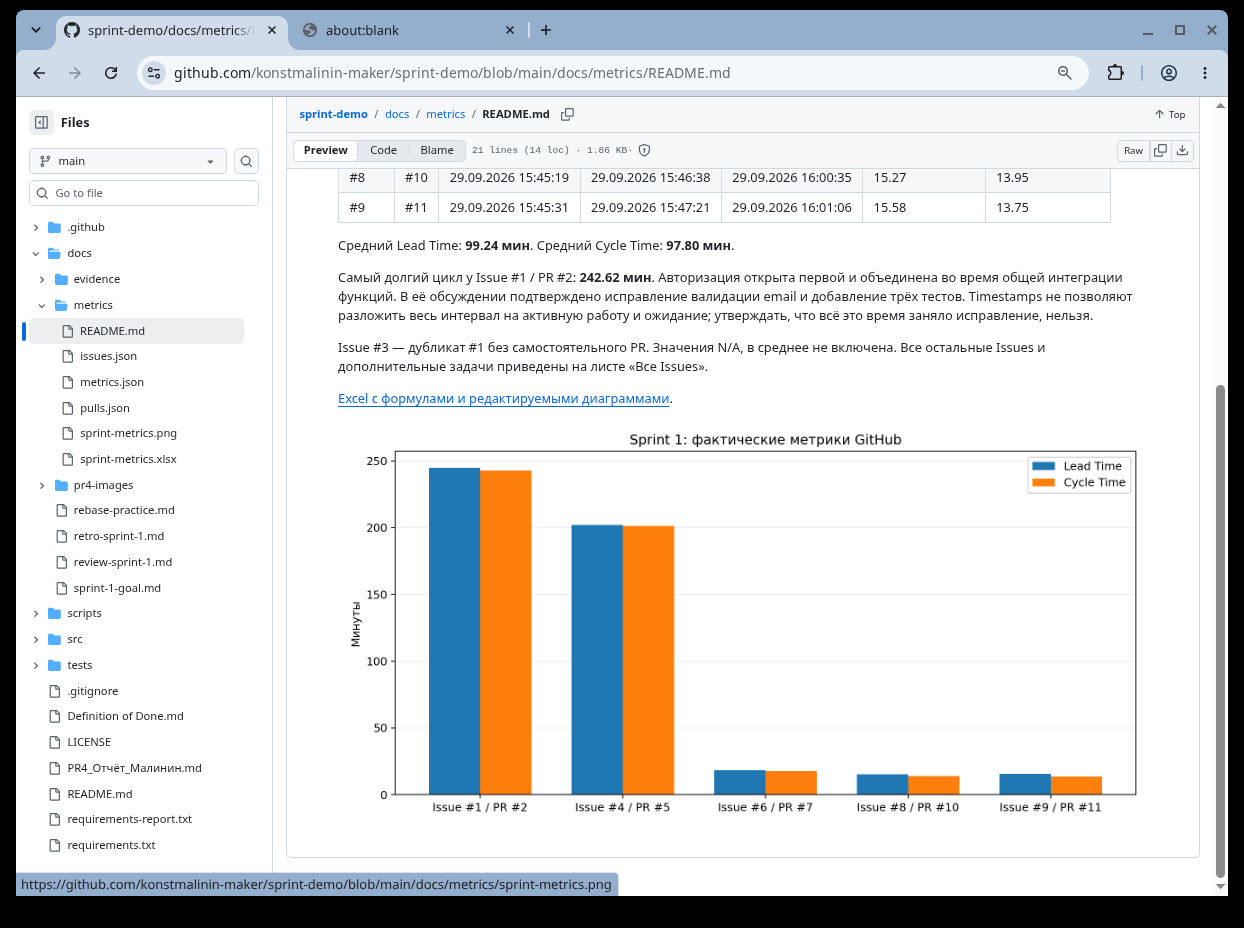 sprint-demo/docs/metrics/
about:blank
github.com/konstmalinin-maker/sprint-demo/blob/main/docs/metrics/README.md
Files
main
Go to file
.github
docs
evidence
metrics
README.md
issues.json
metrics.json
pulls.json
sprint-metrics.png
sprint-metrics.xlsx
pr4-images
rebase-practice.md
retro-sprint-1.md
review-sprint-1.md
sprint-1-goal.md
scripts
src
tests
.gitignore
Definition of Done.md
LICENSE
PR4_Отчёт_Малинин.md
README.md
requirements-report.txt
requirements.txt
sprint-demo / docs / metrics / README.md
Top
Preview Code Blame 21 lines (14 loc) · 1.86 KB·
Raw
#8 #10 29.09.2026 15:45:19 29.09.2026 15:46:38 29.09.2026 16:00:35 15.27 13.95
#9 #11 29.09.2026 15:45:31 29.09.2026 15:47:21 29.09.2026 16:01:06 15.58 13.75
Средний Lead Time: 99.24 мин. Средний Cycle Time: 97.80 мин.
Самый долгий цикл у Issue #1 / PR #2: 242.62 мин. Авторизация открыта первой и объединена во время общей интеграции
функций. В её обсуждении подтверждено исправление валидации email и добавление трёх тестов. Timestamps не позволяют
разложить весь интервал на активную работу и ожидание; утверждать, что всё это время заняло исправление, нельзя.
Issue #3 — дубликат #1 без самостоятельного PR. Значения N/A, в среднее не включена. Все остальные Issues и
дополнительные задачи приведены на листе «Все Issues».
Excel с формулами и редактируемыми диаграммами.
Sprint 1: фактические метрики GitHub
Lead Time
Cycle Time
Минуты
250
200
150
100
50
0
Issue #1 / PR #2
Issue #4 / PR #5
Issue #6 / PR #7
Issue #8 / PR #10
Issue #9 / PR #11
https://github.com/konstmalinin-maker/sprint-demo/blob/main/docs/metrics/sprint-metrics.png